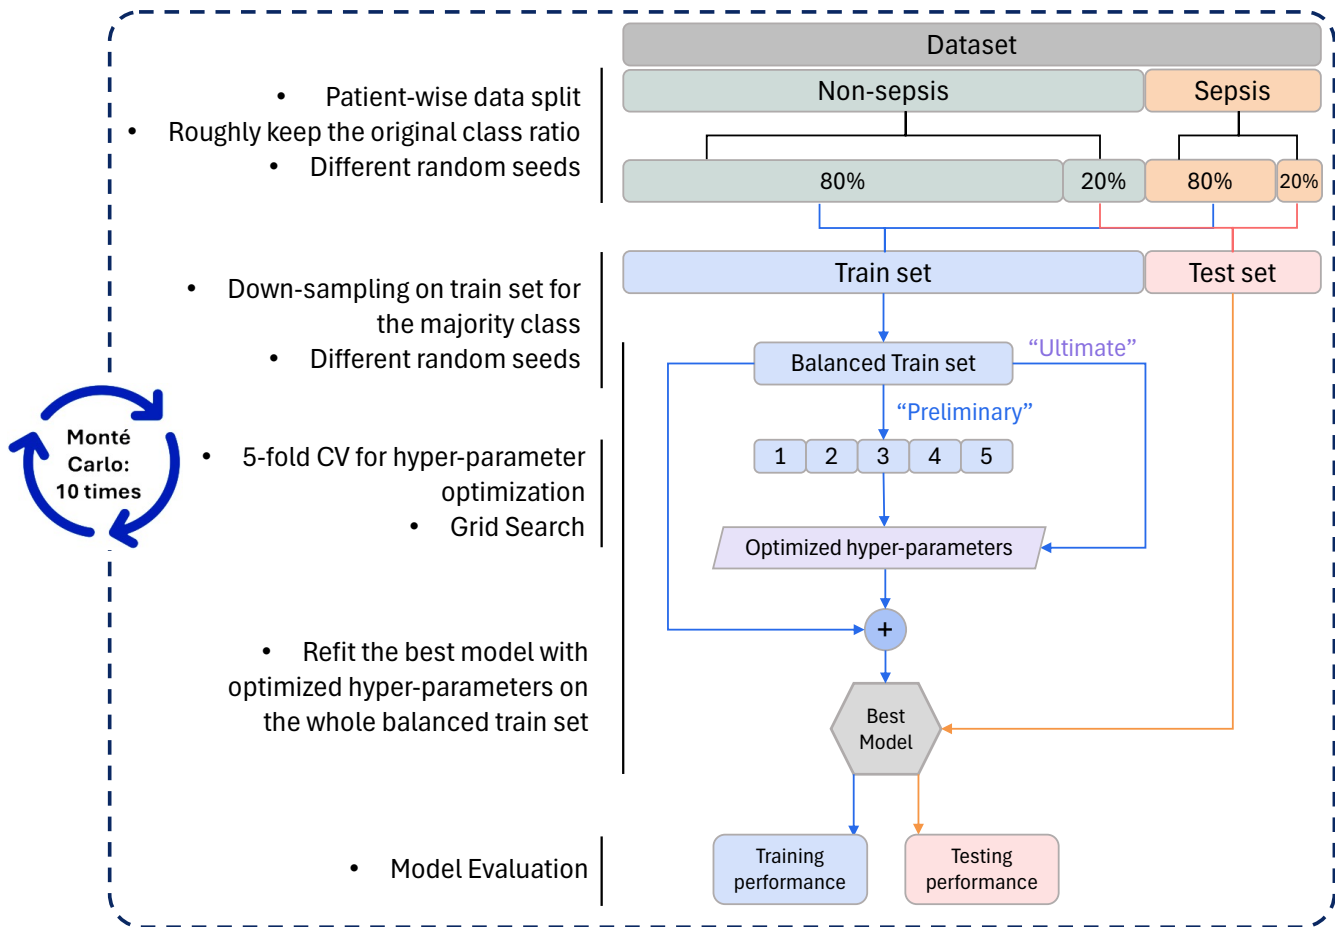 Dataset
Non-sepsis
Sepsis
• Patient-wise data split
• Roughly keep the original class ratio
• Different random seeds
80%
20%
80%
20%
Train set
Test set
• Down-sampling on train set for
the majority class
• Different random seeds
Balanced Train set
“Ultimate”
“Preliminary”
Monté
Carlo:
10 times
• 5-fold CV for hyper-parameter
optimization
• Grid Search
1 2 3 4 5
Optimized hyper-parameters
+
• Refit the best model with
optimized hyper-parameters on
the whole balanced train set
Best
Model
• Model Evaluation
Training
performance
Testing
performance